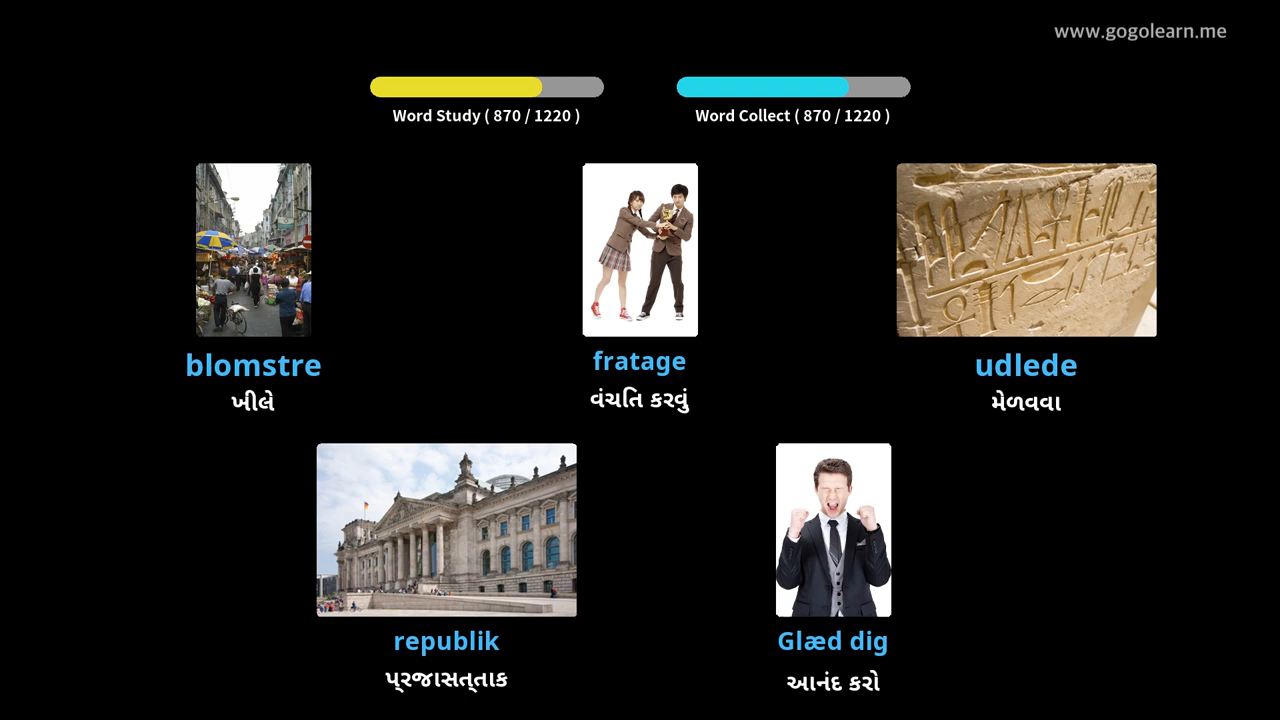 www.gogolearn.me
Word Study ( 870 / 1220 )
Word Collect ( 870 / 1220 )
blomstre
ખીલે
fratage
વંચતિ કરવું
udlede
મેળવવા
republik
પ્રજાસત્તાક
Glæd dig
આનંદ કરો